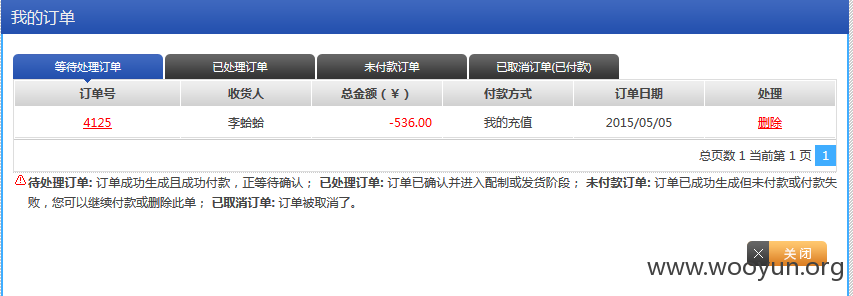 我的订单
等待处理订单 已处理订单 未付款订单 已取消订单(已付款)
订单号 收货人 总金额(￥) 付款方式 订单日期 处理
4125 李蛤蛤 -536.00 我的充值 2015/05/05 删除
总页数 1 当前第 1 页 1
待处理订单: 订单成功生成且成功付款，正等待确认； 已处理订单: 订单已确认并进入配制或发货阶段； 未付款订单: 订单已成功生成但未付款或付款失
败，您可以继续付款或删除此单； 已取消订单: 订单被取消了。
关闭
www.wooyun.org